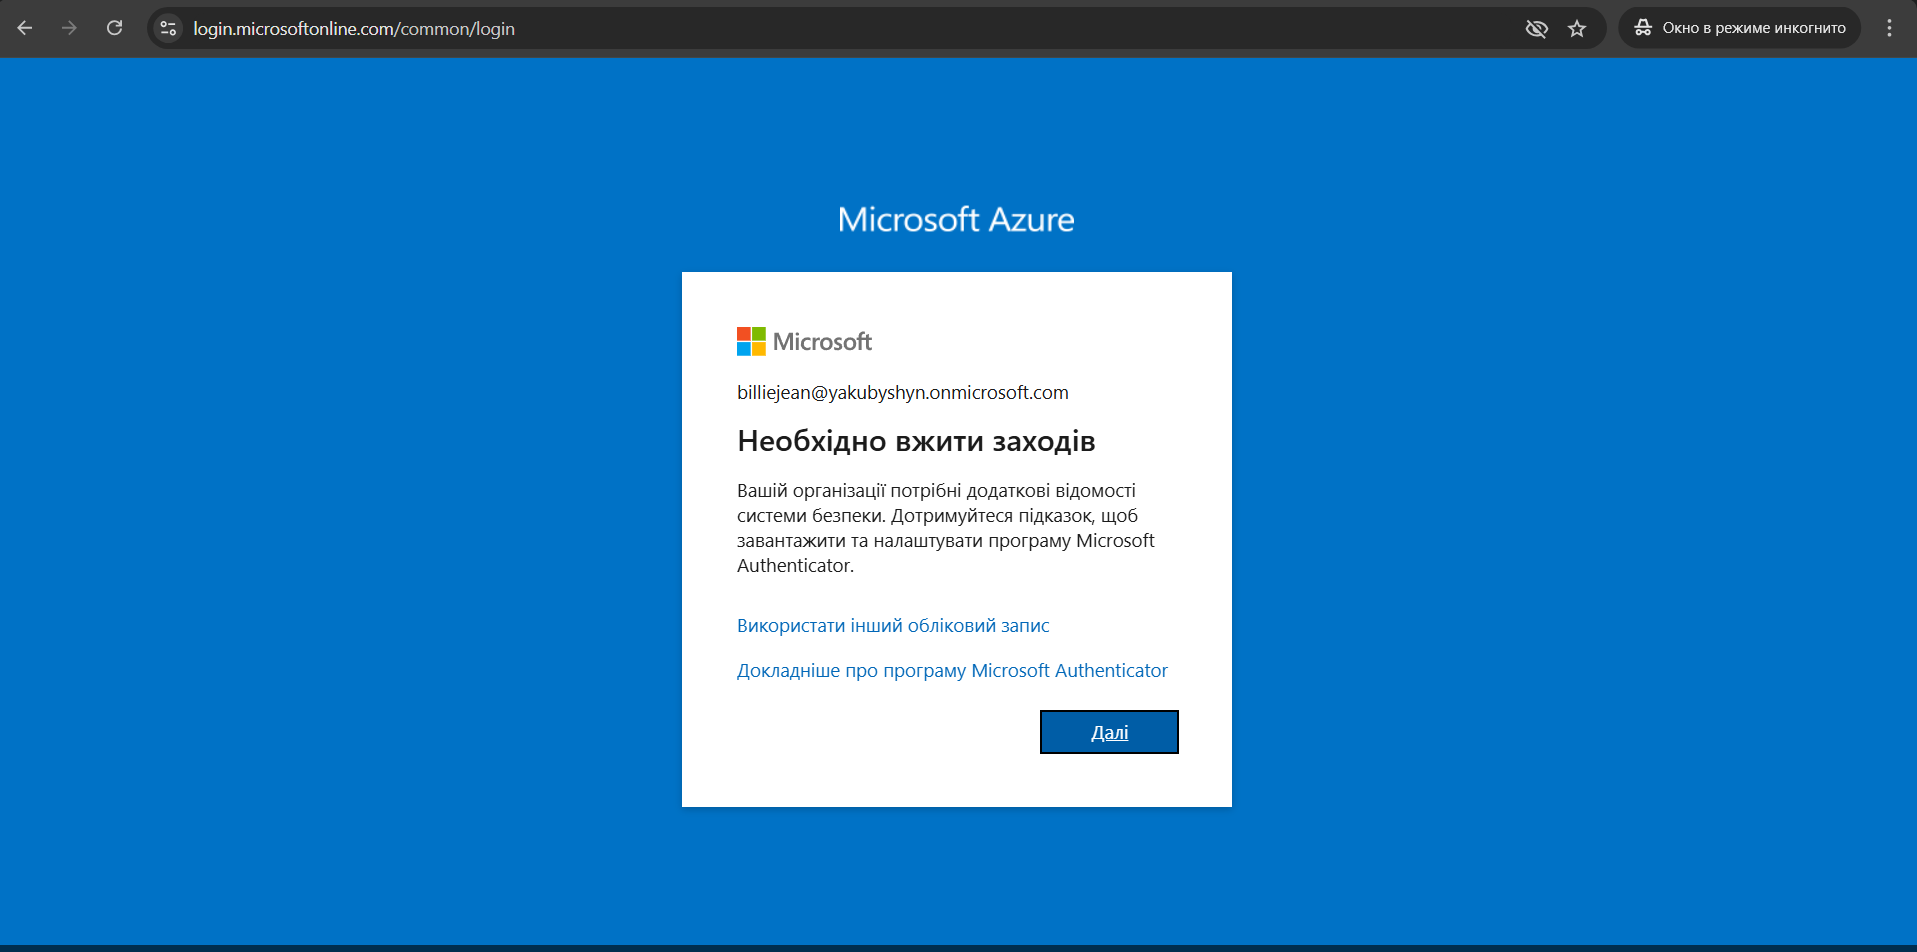 login.microsoftonline.com/common/login
Окно в режиме инкогнито
Microsoft Azure
Microsoft
billiejean@yakubyshyn.onmicrosoft.com
Необхідно вжити заходів
Вашій організації потрібні додаткові відомості
системи безпеки. Дотримуйтеся підказок, щоб
завантажити та налаштувати програму Microsoft
Authenticator.
Використати інший обліковий запис
Докладніше про програму Microsoft Authenticator
Далі